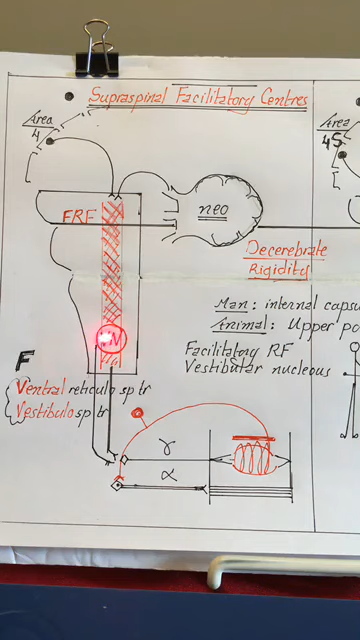 Supraspinal Facilitatory Centres
Area
4
Area
4S
FRF
neo
Decerebrate
Rigidity
Man: internal capsu
Animal: Upper po
Facilitatory RF
Vestibular nucleous
F
Ventral reticulo sp tr
Vestibulo sp tr
γ
α